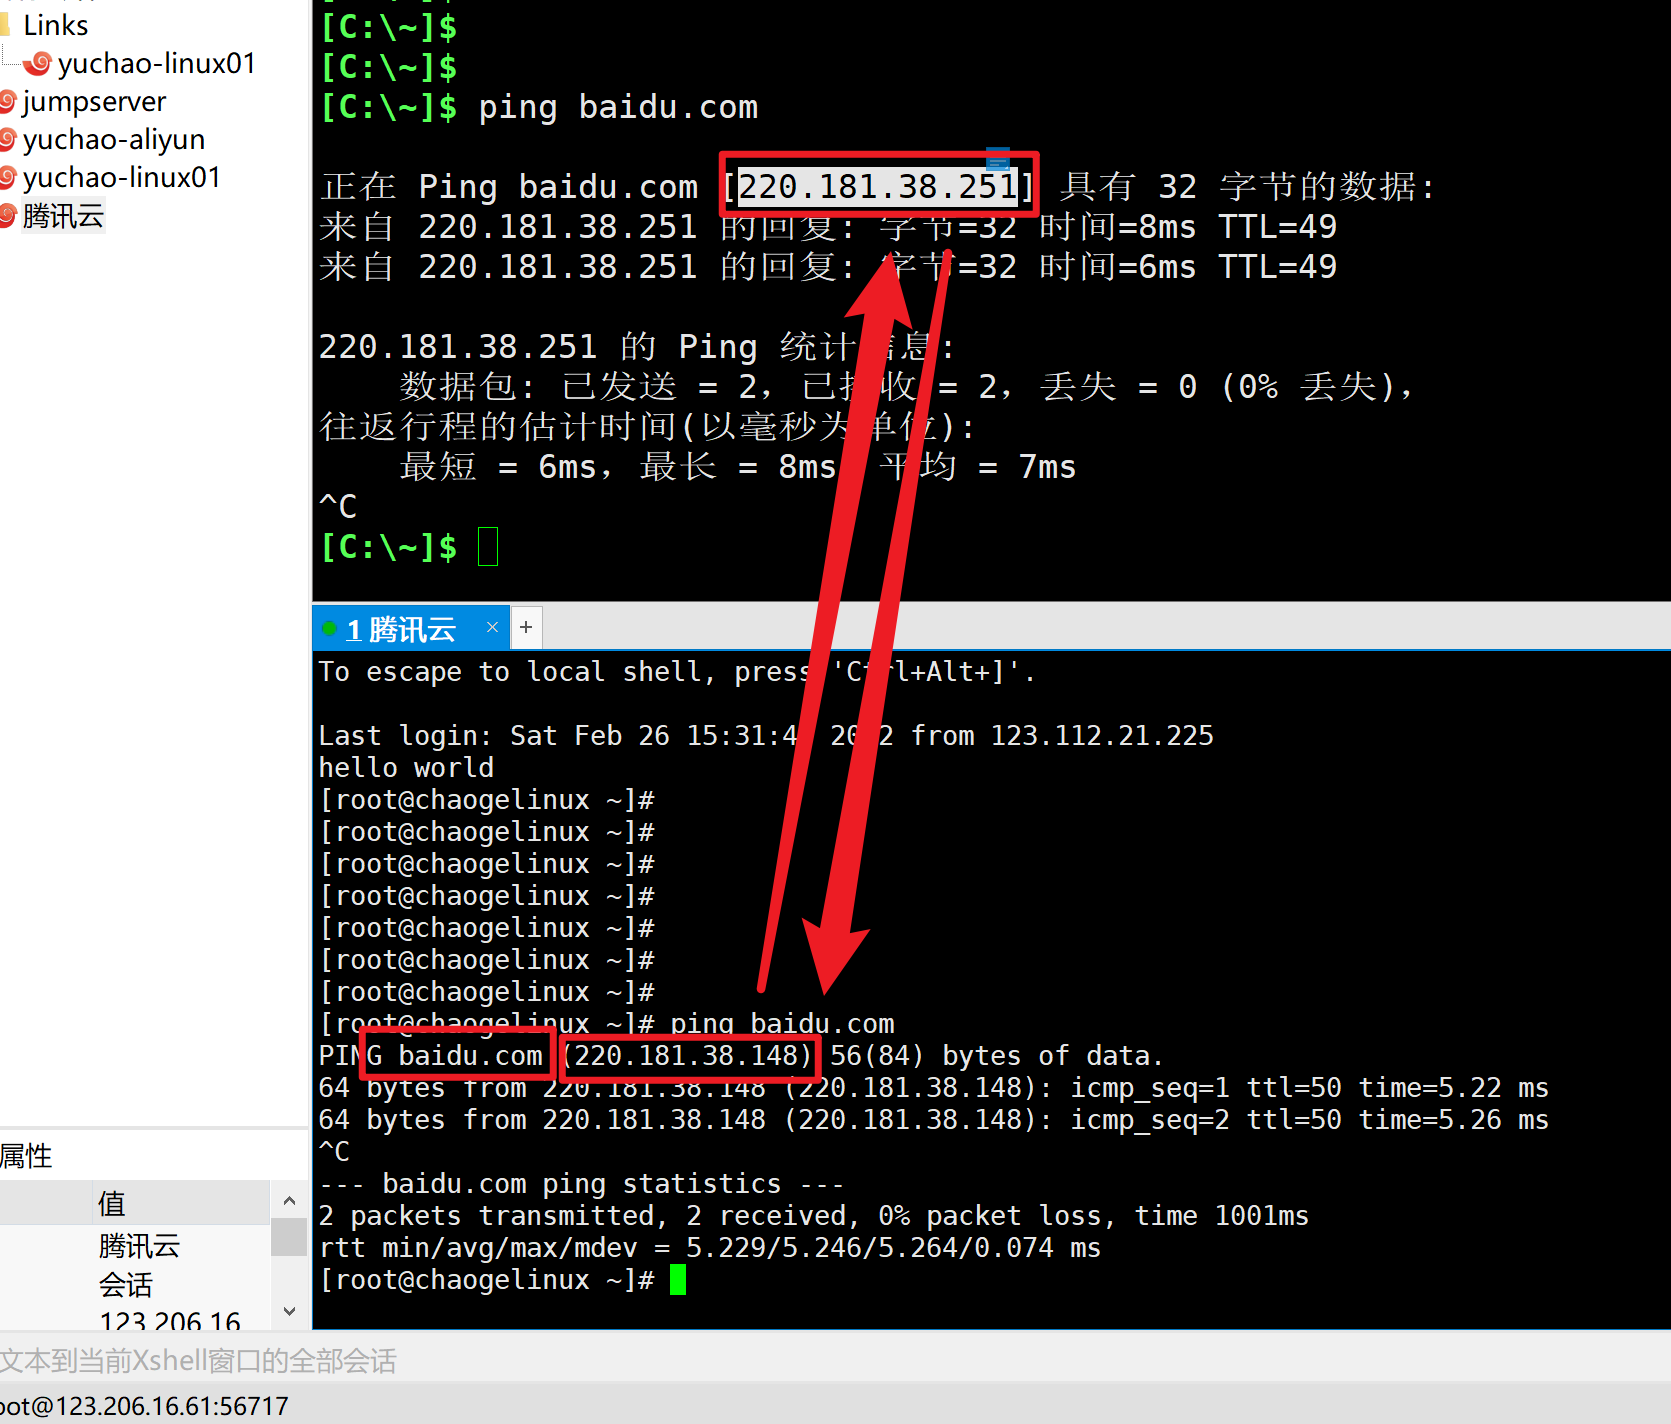 Links
yuchao-linux01
jumpserver
yuchao-aliyun
yuchao-linux01
腾讯云
属性
值
腾讯云
会话
123.206.16
[C:\~]$
[C:\~]$
[C:\~]$ ping baidu.com
正在 Ping baidu.com [220.181.38.251] 具有 32 字节的数据:
来自 220.181.38.251 的回复: 字节=32 时间=8ms TTL=49
来自 220.181.38.251 的回复: 字节=32 时间=6ms TTL=49
220.181.38.251 的 Ping 统计信息:
数据包: 已发送 = 2，已接收 = 2，丢失 = 0 (0% 丢失)，
往返行程的估计时间(以毫秒为单位):
最短 = 6ms，最长 = 8ms，平均 = 7ms
^C
[C:\~]$
1 腾讯云 × +
To escape to local shell, press 'Ctrl+Alt+]'.
Last login: Sat Feb 26 15:31:4 2022 from 123.112.21.225
hello world
[root@chaogelinux ~]#
[root@chaogelinux ~]#
[root@chaogelinux ~]#
[root@chaogelinux ~]#
[root@chaogelinux ~]#
[root@chaogelinux ~]#
[root@chaogelinux ~]#
[root@chaogelinux ~]# ping baidu.com
PING baidu.com (220.181.38.148) 56(84) bytes of data.
64 bytes from 220.181.38.148 (220.181.38.148): icmp_seq=1 ttl=50 time=5.22 ms
64 bytes from 220.181.38.148 (220.181.38.148): icmp_seq=2 ttl=50 time=5.26 ms
^C
--- baidu.com ping statistics ---
2 packets transmitted, 2 received, 0% packet loss, time 1001ms
rtt min/avg/max/mdev = 5.229/5.246/5.264/0.074 ms
[root@chaogelinux ~]#
文本到当前Xshell窗口的全部会话
oot@123.206.16.61:56717